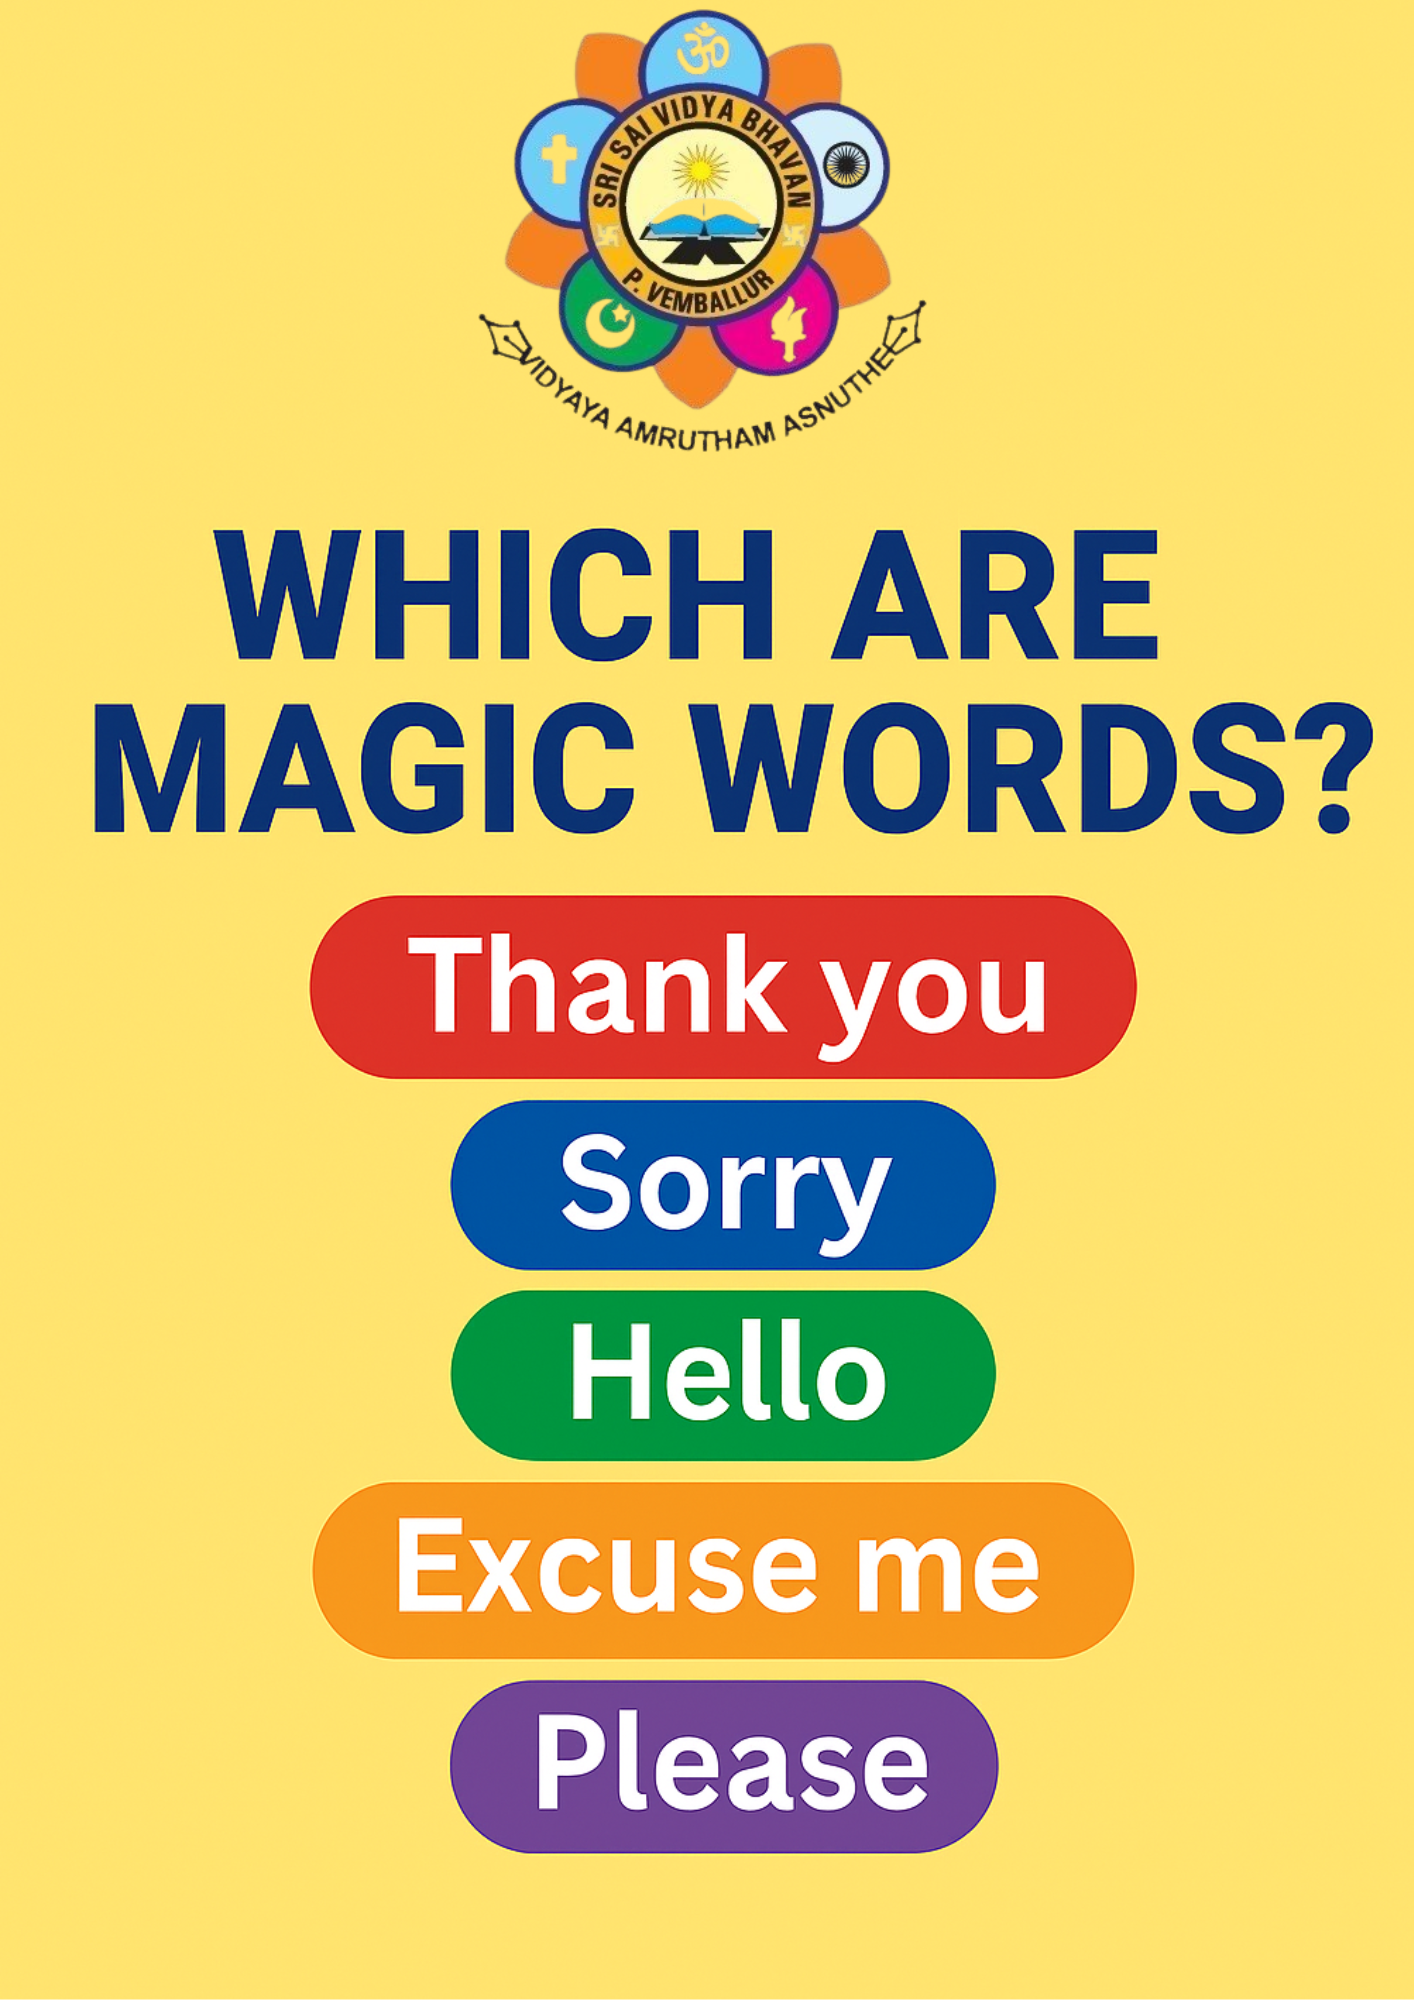 ॐ
SRI SAI VIDYA BHAVAN
P. VEMBALLUR
VIDYAYA AMRUTHAM ASNUTHE
WHICH ARE
MAGIC WORDS?
Thank you
Sorry
Hello
Excuse me
Please